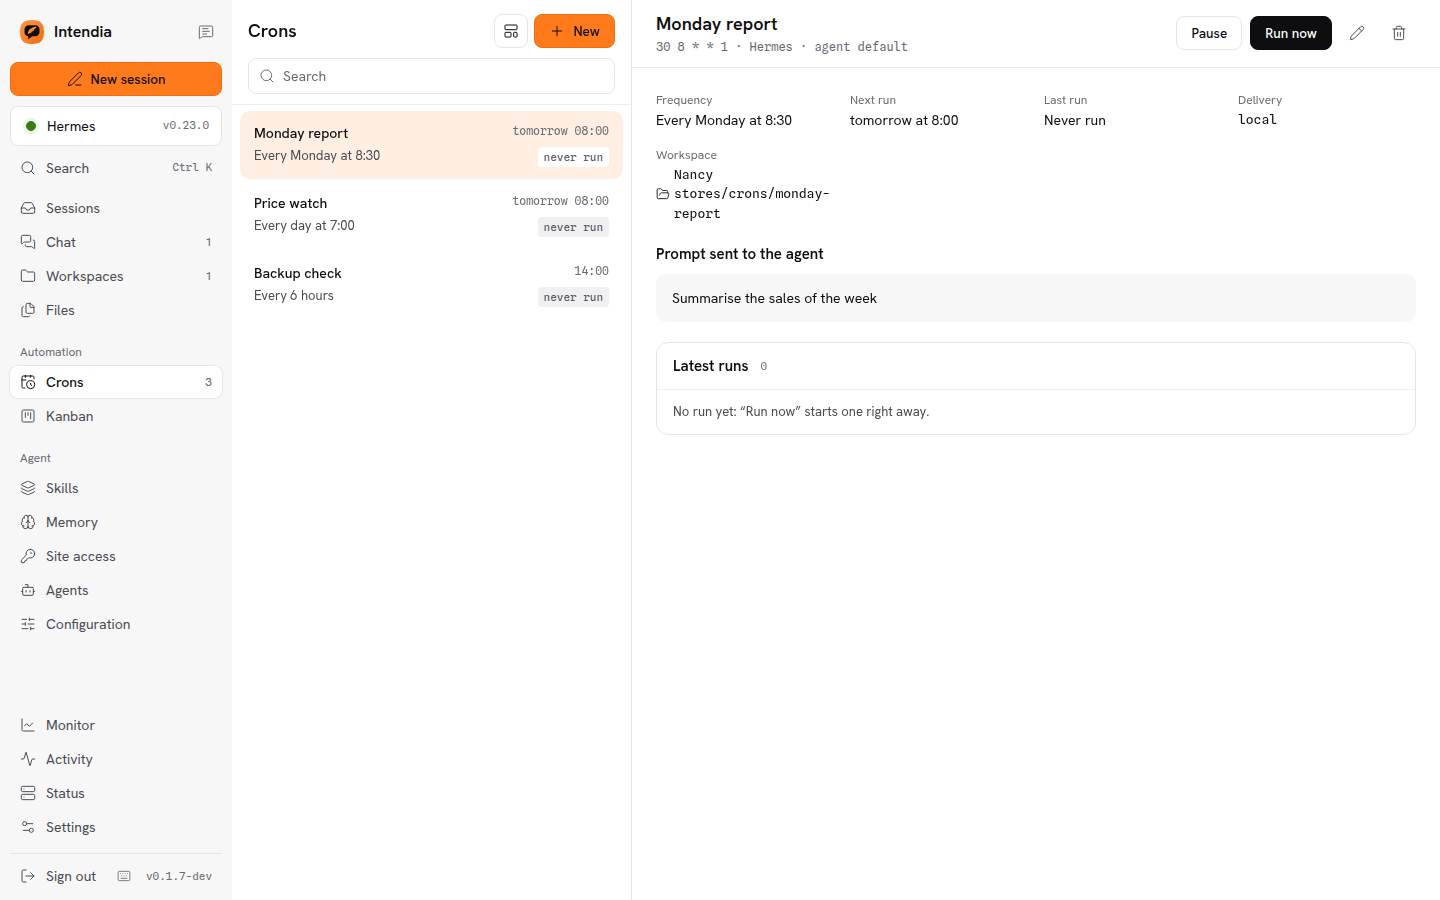 Intendia
New session
Hermes v0.23.0
Search Ctrl K
Sessions
Chat 1
Workspaces 1
Files
Automation
Crons 3
Kanban
Agent
Skills
Memory
Site access
Agents
Configuration
Monitor
Activity
Status
Settings
Sign out v0.1.7-dev
Crons
New
Search
Monday report tomorrow 08:00
Every Monday at 8:30 never run
Price watch tomorrow 08:00
Every day at 7:00 never run
Backup check 14:00
Every 6 hours never run
Monday report
30 8 * * 1 · Hermes · agent default
Pause
Run now
Frequency Next run Last run Delivery
Every Monday at 8:30 tomorrow at 8:00 Never run local
Workspace
Nancy
stores/crons/monday-
report
Prompt sent to the agent
Summarise the sales of the week
Latest runs 0
No run yet: “Run now” starts one right away.